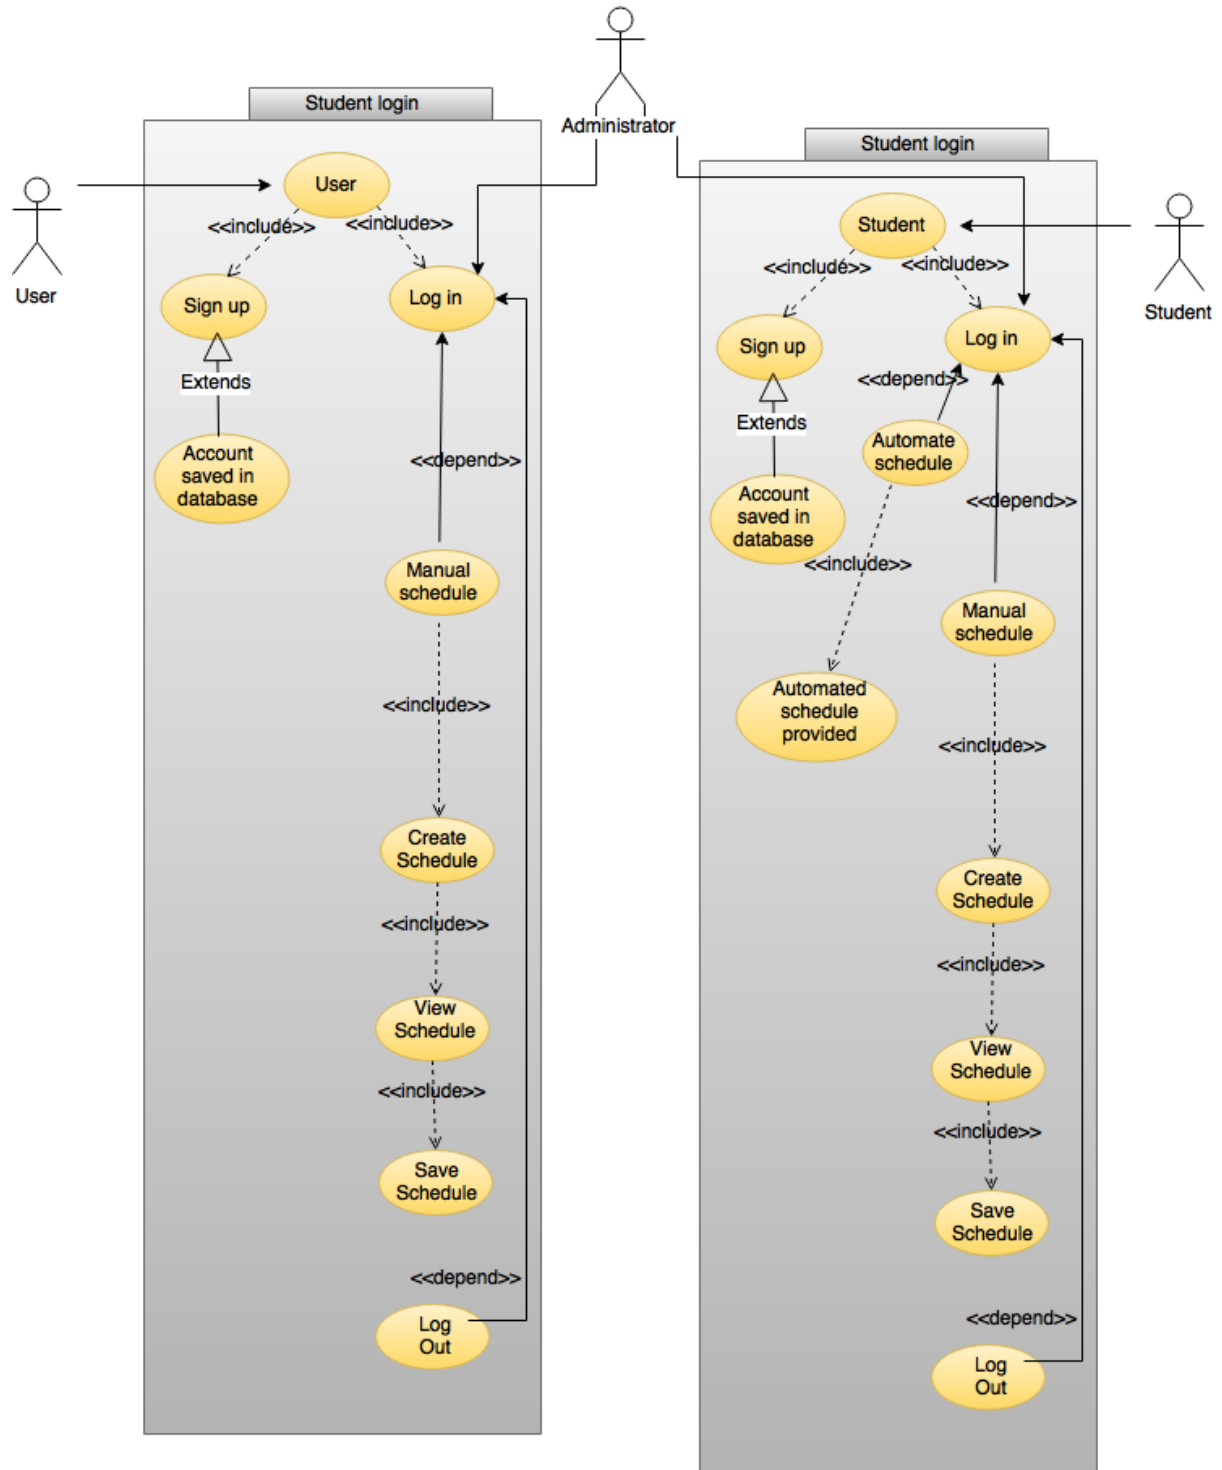 Administrator
Student login
User
User
<<include>>
<<include>>
Sign up
Log in
Extends
Account
saved in
database
<<depend>>
Manual
schedule
<<include>>
Create
Schedule
<<include>>
View
Schedule
<<include>>
Save
Schedule
<<depend>>
Log
Out
Student login
Student
Student
<<include>>
<<include>>
Sign up
Log in
<<depend>>
Extends
Automate
schedule
Account
saved in
database
<<depend>>
<<include>>
Manual
schedule
Automated
schedule
provided
<<include>>
Create
Schedule
<<include>>
View
Schedule
<<include>>
Save
Schedule
<<depend>>
Log
Out